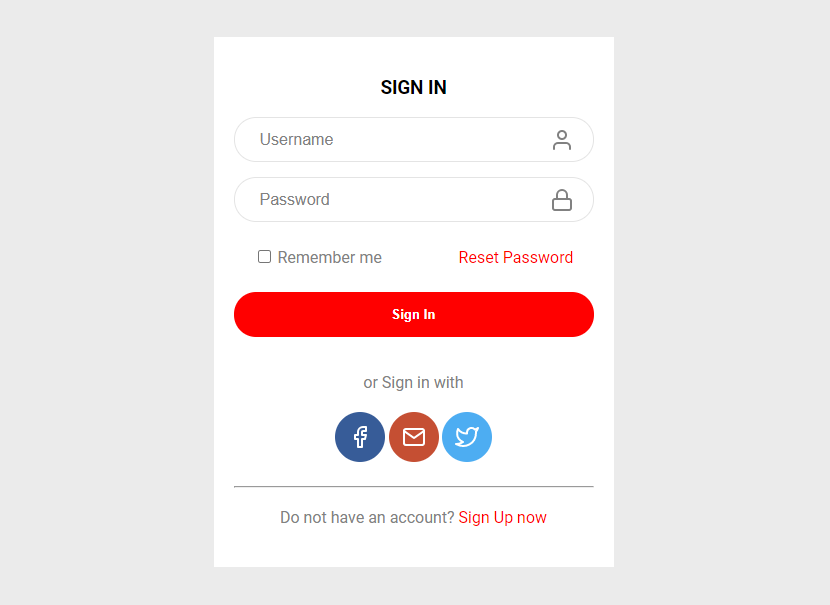 SIGN IN
Username
Password
Remember me Reset Password
Sign In
or Sign in with
Do not have an account? Sign Up now